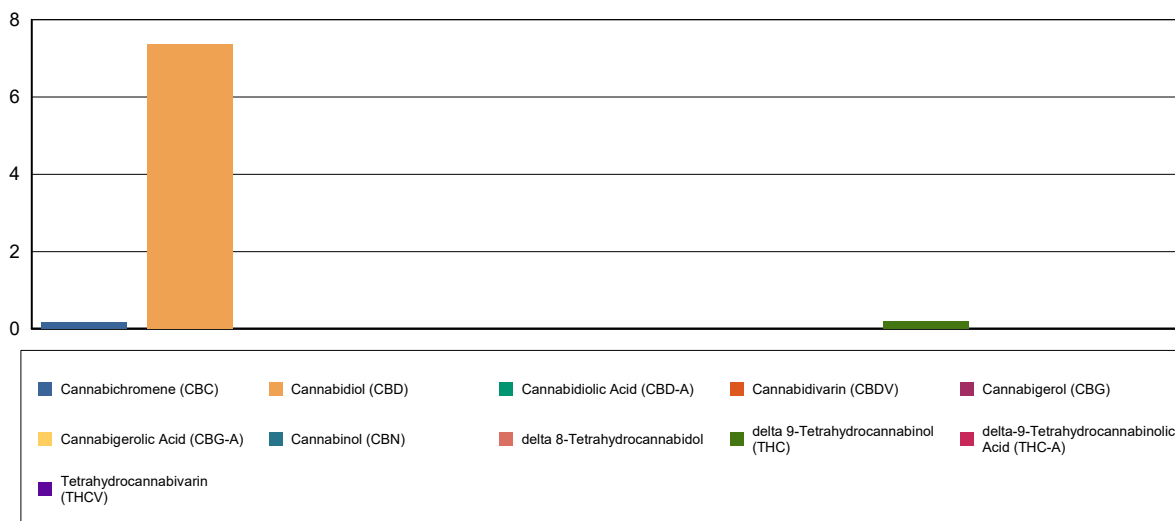 8
6
4
2
0
Cannabichromene (CBC)
Cannabidiol (CBD)
Cannabidiolic Acid (CBD-A)
Cannabidivarin (CBDV)
Cannabigerol (CBG)
Cannabigerolic Acid (CBG-A)
Cannabinol (CBN)
delta 8-Tetrahydrocannabidol
delta 9-Tetrahydrocannabinol
(THC)
delta-9-Tetrahydrocannabinolic
Acid (THC-A)
Tetrahydrocannabivarin
(THCV)